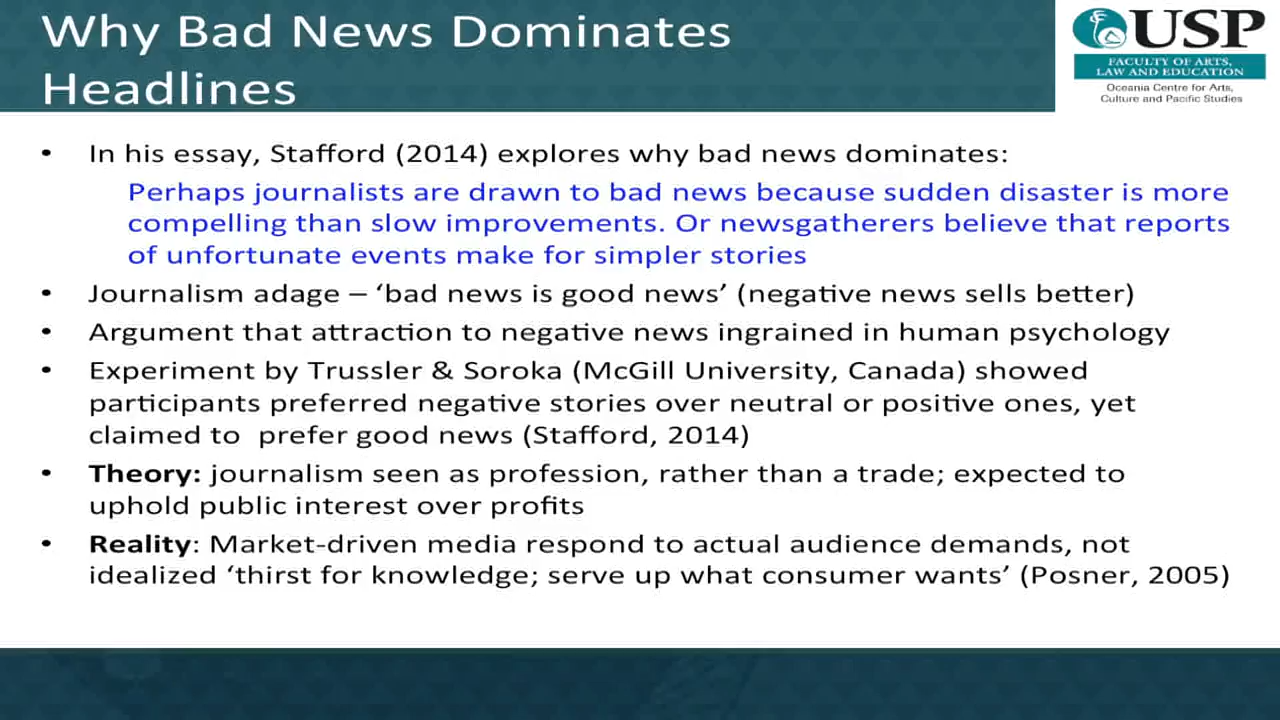 Why Bad News Dominates
Headlines
USP
FACULTY OF ARTS,
LAW AND EDUCATION
Oceania Centre for Arts,
Culture and Pacific Studies
• In his essay, Stafford (2014) explores why bad news dominates:
Perhaps journalists are drawn to bad news because sudden disaster is more
compelling than slow improvements. Or newsgatherers believe that reports
of unfortunate events make for simpler stories
• Journalism adage – ‘bad news is good news’ (negative news sells better)
• Argument that attraction to negative news ingrained in human psychology
• Experiment by Trussler & Soroka (McGill University, Canada) showed
participants preferred negative stories over neutral or positive ones, yet
claimed to  prefer good news (Stafford, 2014)
• Theory: journalism seen as profession, rather than a trade; expected to
uphold public interest over profits
• Reality: Market-driven media respond to actual audience demands, not
idealized ‘thirst for knowledge; serve up what consumer wants’ (Posner, 2005)